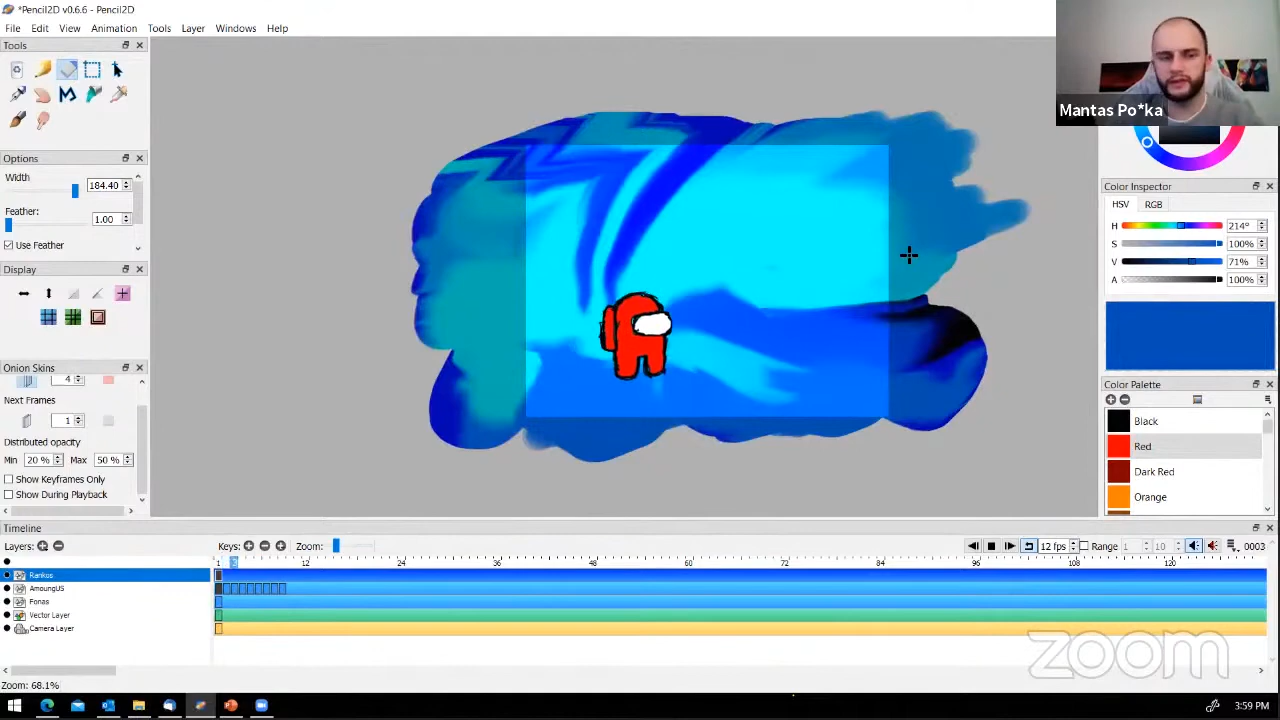 *Pencil2D v0.6.6 - Pencil2D
File Edit View Animation Tools Layer Windows Help
Mantas Po*ka
Tools
Options
Width
184.40
Feather:
1.00
Use Feather
Display
Onion Skins
4
Next Frames
1
Distributed opacity
Min 20 % Max 50 %
Show Keyframes Only
Show During Playback
Color Inspector
HSV RGB
H 214°
S 100%
V 71%
A 100%
Color Palette
Black
Red
Dark Red
Orange
Timeline
Layers: Keys: Zoom: 12 fps Range 1 10 0003
1 3 12 24 36 48 60 72 84 96 108 120
Rankos
AmoungUS
Fonas
Vector Layer
Camera Layer
zoom
Zoom: 68.1%
3:59 PM